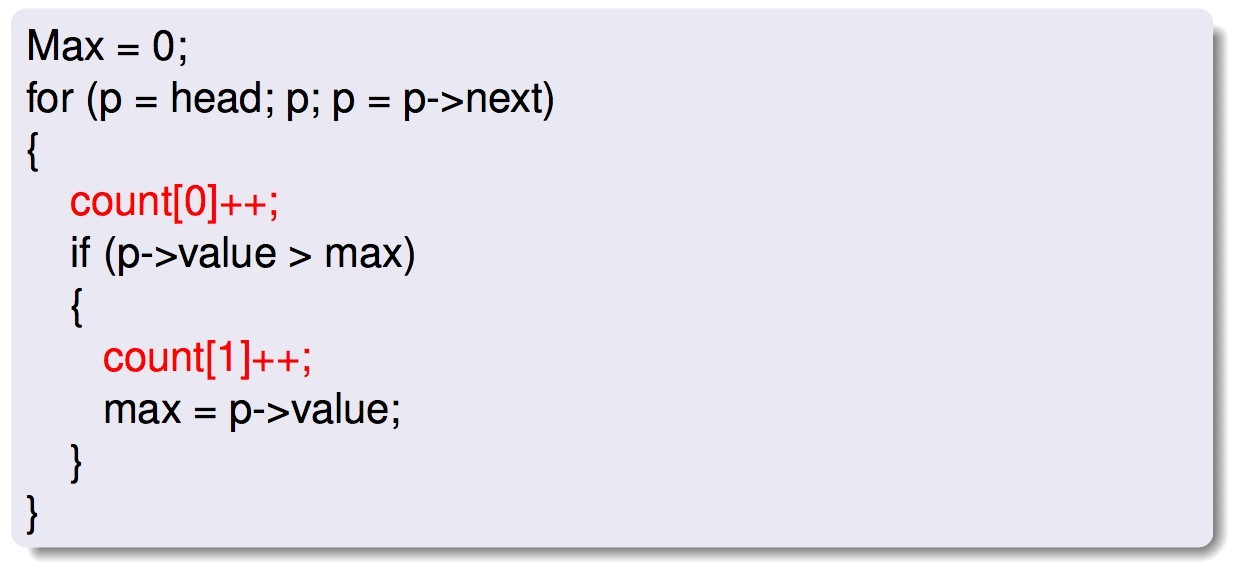 Max = 0;
for (p = head; p; p = p->next)
{
count[0]++;
if (p->value > max)
{
count[1]++;
max = p->value;
}
}